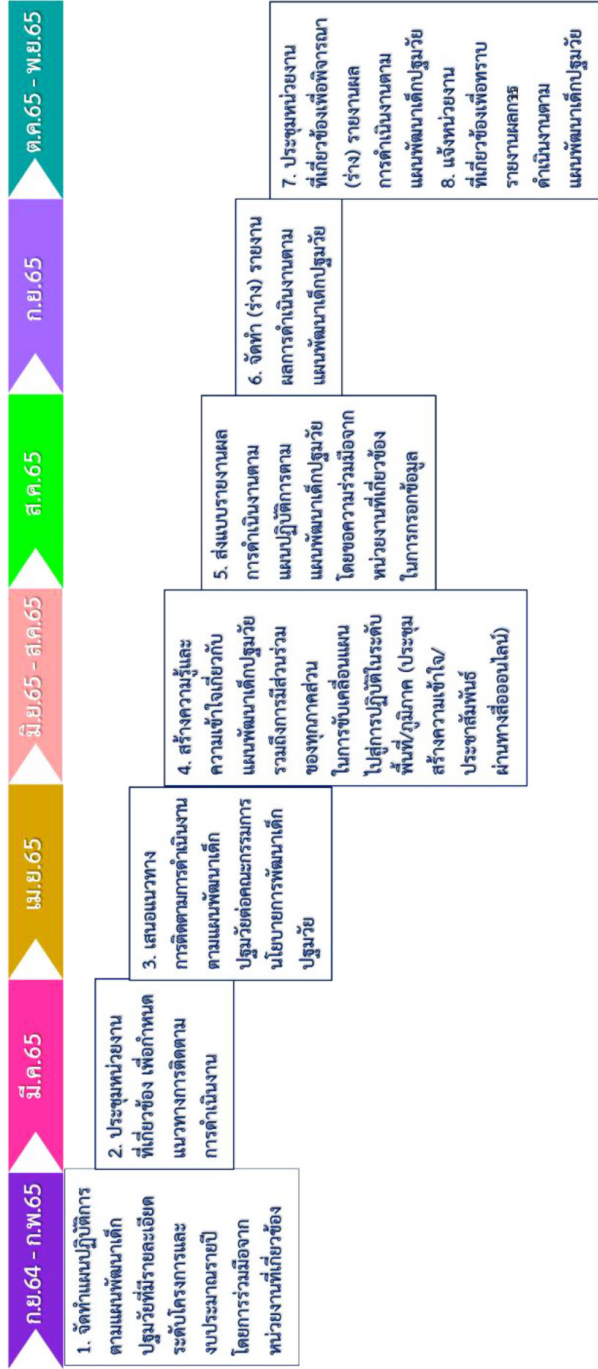 ก.ย.64 - ก.พ.65
มี.ค.65
เม.ย.65
มิ.ย.65 - ส.ค.65
ส.ค.65
ก.ย.65
ต.ค.65 - พ.ย.65
1. จัดทำแผนปฏิบัติการ
ตามแผนพัฒนาเด็ก
ปฐมวัยที่มีรายละเอียด
ระดับโครงการและ
งบประมาณรายปี
โดยการร่วมมือจาก
หน่วยงานที่เกี่ยวข้อง
2. ประชุมหน่วยงาน
ที่เกี่ยวข้อง เพื่อกำหนด
แนวทางการติดตาม
การดำเนินงาน
3. เสนอแนวทาง
การติดตามการดำเนินงาน
ตามแผนพัฒนาเด็ก
ปฐมวัยต่อคณะกรรมการ
นโยบายการพัฒนาเด็ก
ปฐมวัย
4. สร้างความรู้และ
ความเข้าใจเกี่ยวกับ
แผนพัฒนาเด็กปฐมวัย
รวมถึงการมีส่วนร่วม
ของทุกภาคส่วน
ในการขับเคลื่อนแผน
ไปสู่การปฏิบัติในระดับ
พื้นที่/ภูมิภาค (ประชุม
สร้างความเข้าใจ/
ประชาสัมพันธ์
ผ่านทางสื่อออนไลน์)
5. ส่งแบบรายงานผล
การดำเนินงานตาม
แผนปฏิบัติการตาม
แผนพัฒนาเด็กปฐมวัย
โดยขอความร่วมมือจาก
หน่วยงานที่เกี่ยวข้อง
ในการกรอกข้อมูล
6. จัดทำ (ร่าง) รายงาน
ผลการดำเนินงานตาม
แผนพัฒนาเด็กปฐมวัย
7. ประชุมหน่วยงาน
ที่เกี่ยวข้องเพื่อพิจารณา
(ร่าง) รายงานผล
การดำเนินงานตาม
แผนพัฒนาเด็กปฐมวัย
8. แจ้งหน่วยงาน
ที่เกี่ยวข้องเพื่อทราบ
รายงานผลการ
ดำเนินงานตาม
แผนพัฒนาเด็กปฐมวัย